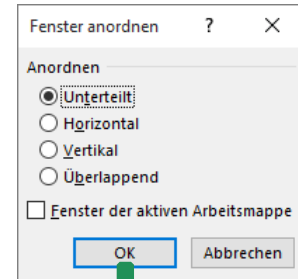 Fenster anordnen ?
Anordnen
Unterteilt
Horizontal
Vertikal
Überlappend
Fenster der aktiven Arbeitsmappe
OK Abbrechen